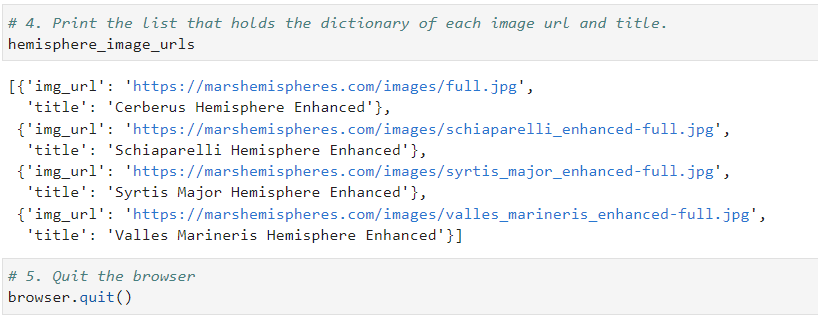 # 4. Print the list that holds the dictionary of each image url and title.
hemisphere_image_urls
[{'img_url': 'https://marshemispheres.com/images/full.jpg',
'title': 'Cerberus Hemisphere Enhanced'},
{'img_url': 'https://marshemispheres.com/images/schiaparelli_enhanced-full.jpg',
'title': 'Schiaparelli Hemisphere Enhanced'},
{'img_url': 'https://marshemispheres.com/images/syrtis_major_enhanced-full.jpg',
'title': 'Syrtis Major Hemisphere Enhanced'},
{'img_url': 'https://marshemispheres.com/images/valles_marineris_enhanced-full.jpg',
'title': 'Valles Marineris Hemisphere Enhanced'}]
# 5. Quit the browser
browser.quit()